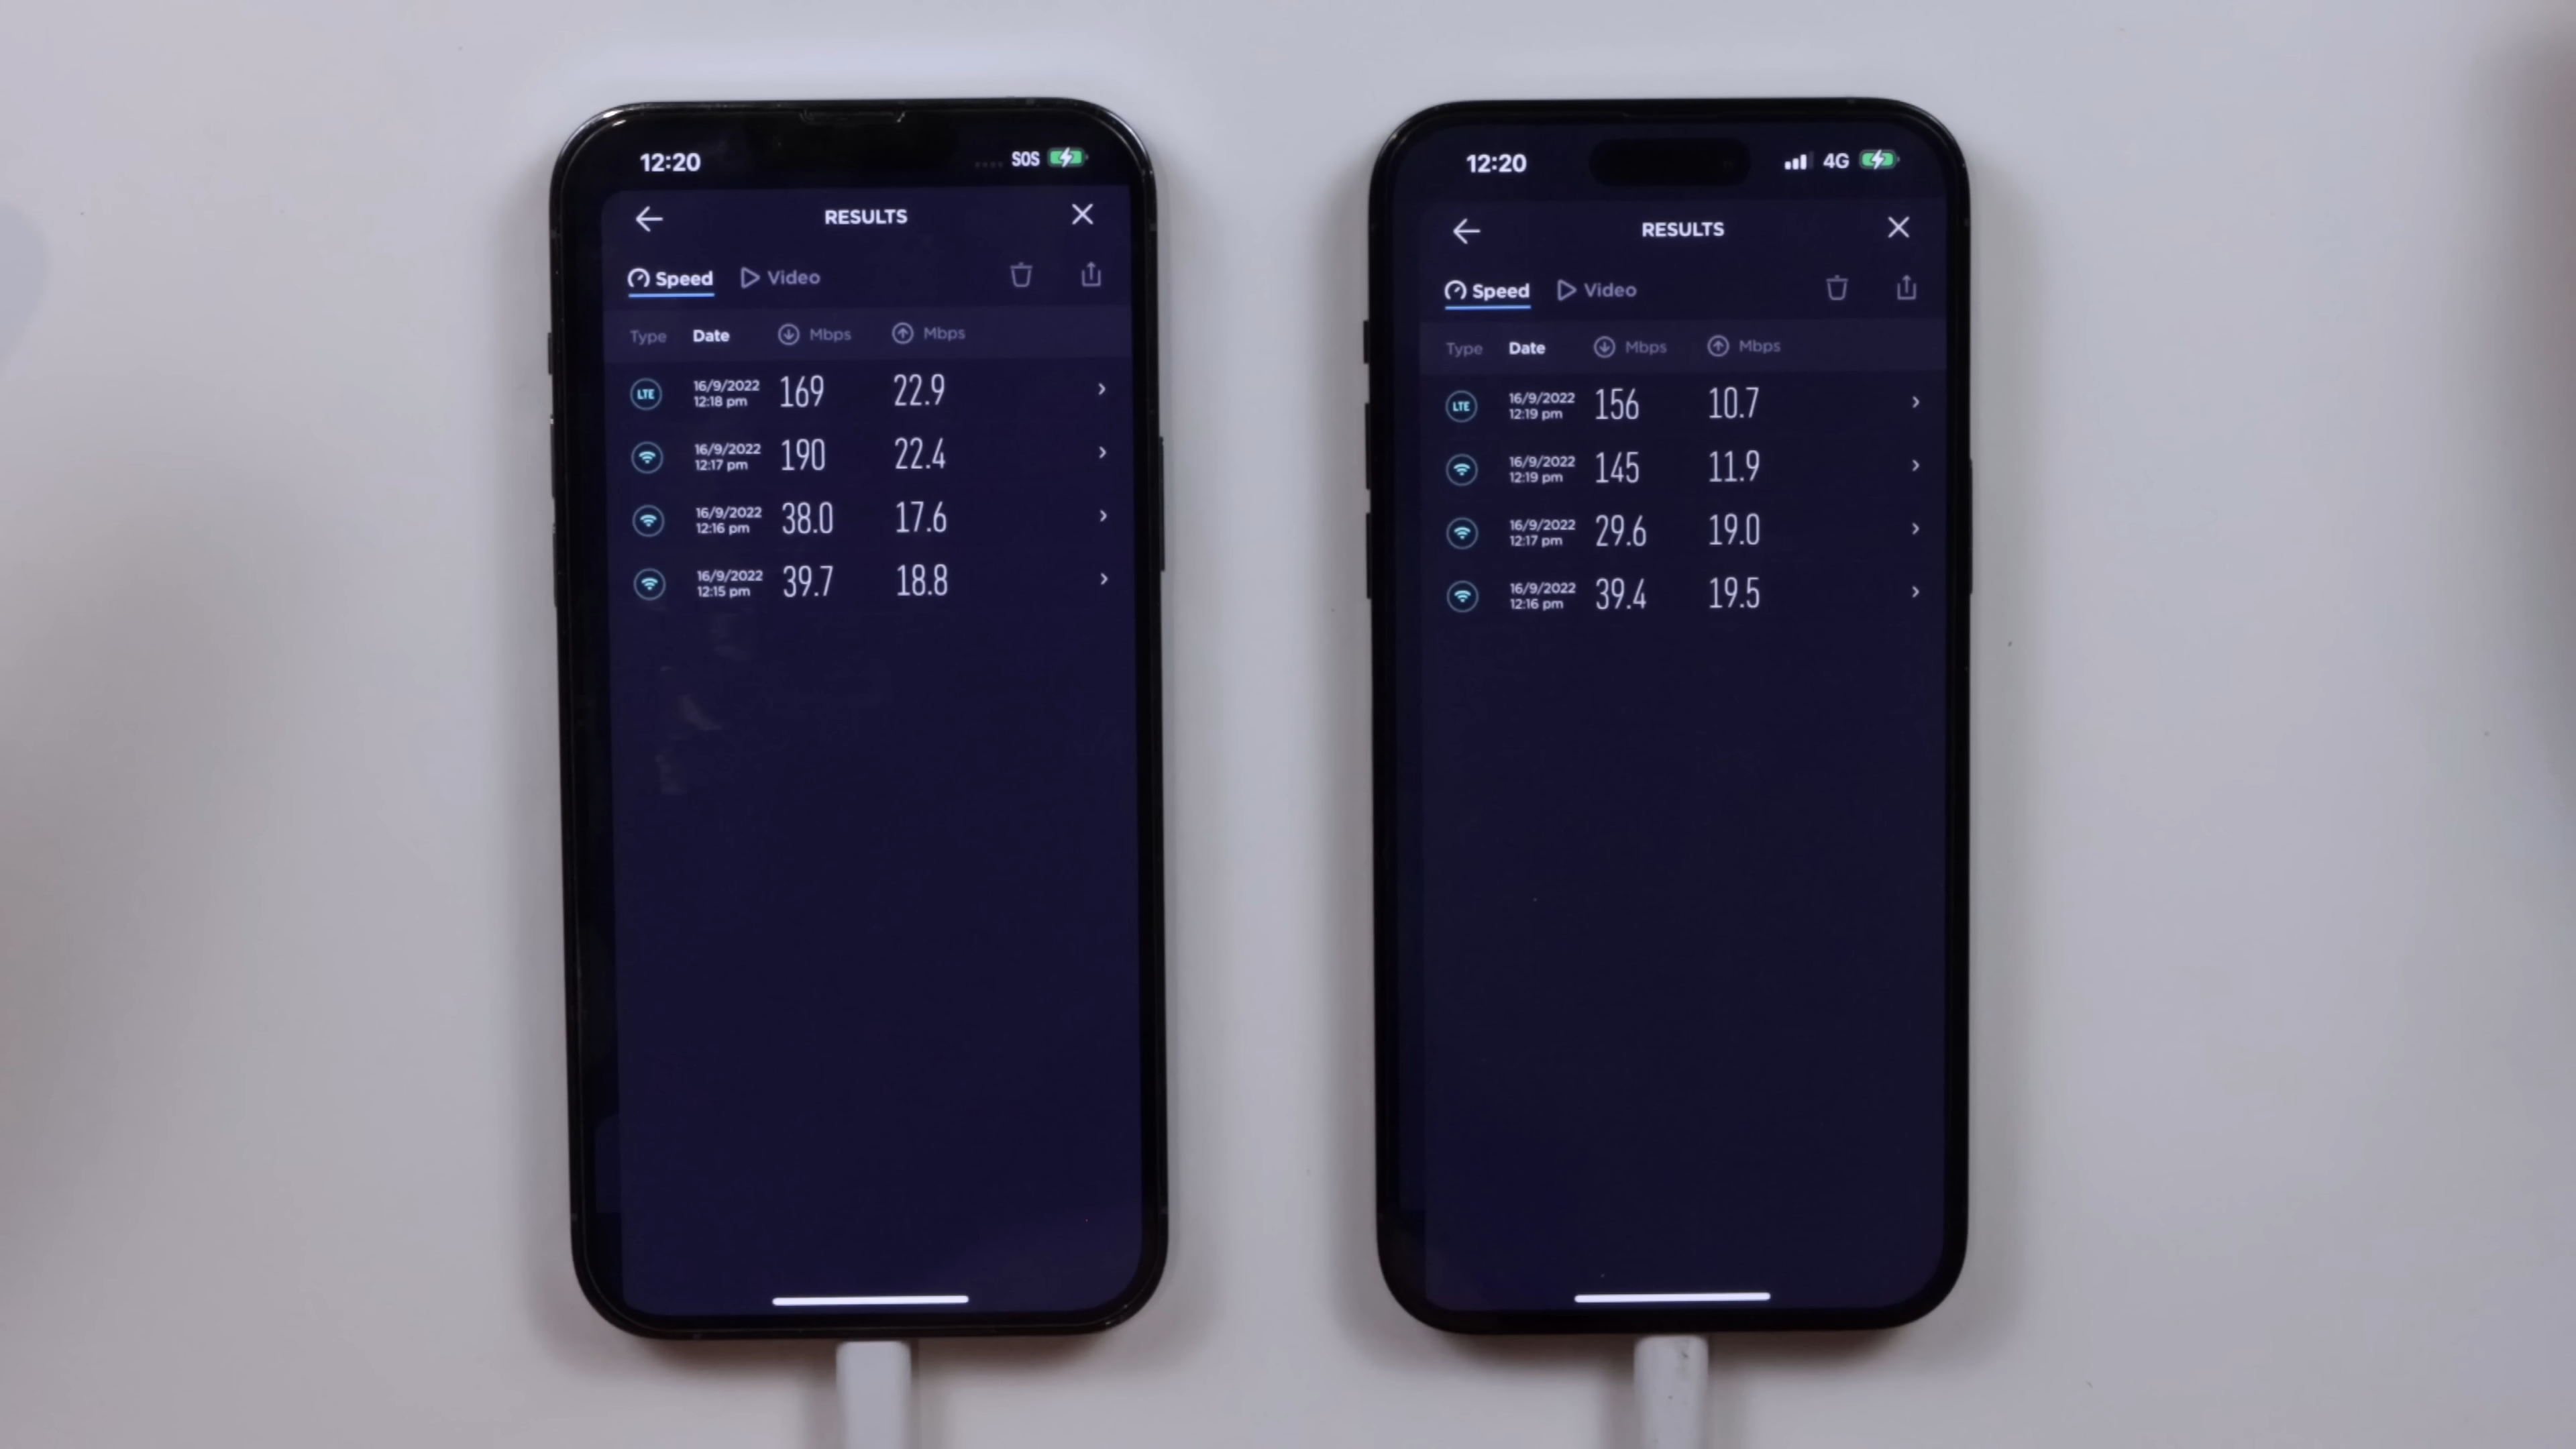 12:20 SOS
RESULTS
Speed Video
Type Date Mbps Mbps
LTE 16/9/2022 12:18 pm 169 22.9
16/9/2022 12:17 pm 190 22.4
16/9/2022 12:16 pm 38.0 17.6
16/9/2022 12:15 pm 39.7 18.8
12:20 4G
RESULTS
Speed Video
Type Date Mbps Mbps
LTE 16/9/2022 12:19 pm 156 10.7
16/9/2022 12:19 pm 145 11.9
16/9/2022 12:17 pm 29.6 19.0
16/9/2022 12:16 pm 39.4 19.5